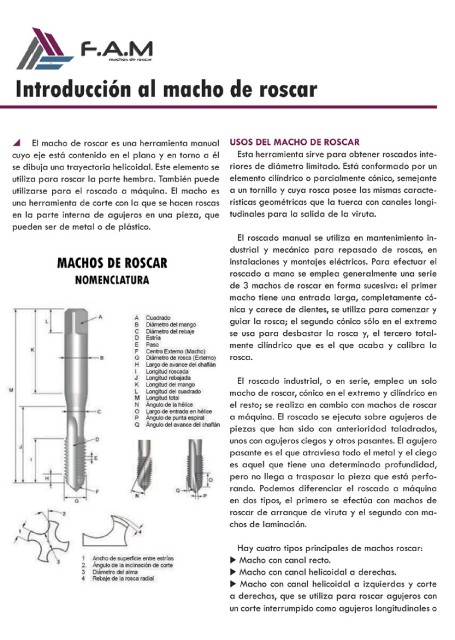 F.A.M
machos de roscar
Introducción al macho de roscar
El macho de roscar es una herramienta manual
cuyo eje está contenido en el plano y en torno a él
se dibuja una trayectoria helicoidal. Este elemento se
utiliza para roscar la parte hembra. También puede
utilizarse para el roscado a máquina. El macho es
una herramienta de corte con la que se hacen roscas
en la parte interna de agujeros en una pieza, que
pueden ser de metal o de plástico.
MACHOS DE ROSCAR
NOMENCLATURA
A Cuadrado
B Diámetro del mango
C Diámetro del rebaje
D Estría
E Paso
F Centro Externo (Macho)
G Diámetro de rosca (Externo)
H Largo de avance del chaflán
I Longitud roscada
J Longitud rebajada
K Longitud del mango
L Longitud del cuadrado
M Longitud total
N Ángulo de la hélice
O Largo de entrada en hélice
P Ángulo de punta espiral
Q Ángulo del avance del chaflán
1 Ancho de superficie entre estrías
2 Ángulo de la inclinación de corte
3 Diámetro del alma
4 Rebaje de la rosca radial
USOS DEL MACHO DE ROSCAR
Esta herramienta sirve para obtener roscados inte-
riores de diámetro limitado. Está conformado por un
elemento cilíndrico o parcialmente cónico, semejante
a un tornillo y cuya rosca posee las mismas caracte-
rísticas geométricas que la tuerca con canales longi-
tudinales para la salida de la viruta.
El roscado manual se utiliza en mantenimiento in-
dustrial y mecánico para repasado de roscas, en
instalaciones y montajes eléctricos. Para efectuar el
roscado a mano se emplea generalmente una serie
de 3 machos de roscar en forma sucesiva: el primer
macho tiene una entrada larga, completamente có-
nica y carece de dientes, se utiliza para comenzar y
guiar la rosca; el segundo cónico sólo en el extremo
se usa para desbastar la rosca y, el tercero total-
mente cilíndrico que es el que acaba y calibra la
rosca.
El roscado industrial, o en serie, emplea un solo
macho de roscar, cónico en el extremo y cilíndrico en
el resto; se realiza en cambio con machos de roscar
a máquina. El roscado se ejecuta sobre agujeros de
piezas que han sido con anterioridad taladrados,
unos con agujeros ciegos y otros pasantes. El agujero
pasante es el que atraviesa todo el metal y el ciego
es aquel que tiene una determinada profundidad,
pero no llega a traspasar la pieza que está perfo-
rando. Podemos diferenciar el roscado a máquina
en dos tipos, el primero se efectúa con machos de
roscar de arranque de viruta y el segundo con ma-
chos de laminación.
Hay cuatro tipos principales de machos roscar:
▶ Macho con canal recto.
▶ Macho con canal helicoidal a derechas.
▶ Macho con canal helicoidal a izquierdas y corte
a derechas, que se utiliza para roscar agujeros con
un corte interrumpido como agujeros longitudinales o